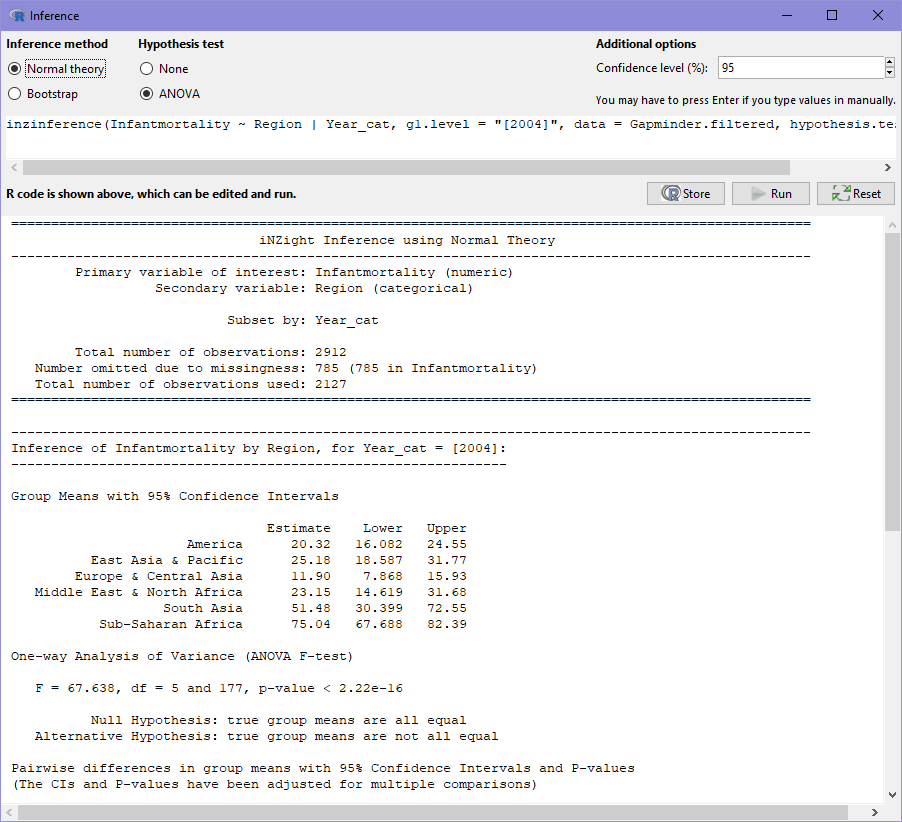 Inference
Inference method
Hypothesis test
Additional options
Normal theory
None
Confidence level (%):
95
Bootstrap
ANOVA
You may have to press Enter if you type values in manually.
inzinference(Infantmortality ~ Region | Year_cat, g1.level = "[2004]", data = Gapminder.filtered, hypothesis.te
R code is shown above, which can be edited and run.
Store
Run
Reset
================================================================================
iNZight Inference using Normal Theory
--------------------------------------------------------------------------------
Primary variable of interest: Infantmortality (numeric)
Secondary variable: Region (categorical)
Subset by: Year_cat
Total number of observations: 2912
Number omitted due to missingness: 785 (785 in Infantmortality)
Total number of observations used: 2127
================================================================================
--------------------------------------------------------------------------------
Inference of Infantmortality by Region, for Year_cat = [2004]:
--------------------------------------------------------------
Group Means with 95% Confidence Intervals
Estimate Lower Upper
America 20.32 16.082 24.55
East Asia & Pacific 25.18 18.587 31.77
Europe & Central Asia 11.90 7.868 15.93
Middle East & North Africa 23.15 14.619 31.68
South Asia 51.48 30.399 72.55
Sub-Saharan Africa 75.04 67.688 82.39
One-way Analysis of Variance (ANOVA F-test)
F = 67.638, df = 5 and 177, p-value < 2.22e-16
Null Hypothesis: true group means are all equal
Alternative Hypothesis: true group means are not all equal
Pairwise differences in group means with 95% Confidence Intervals and P-values
(The CIs and P-values have been adjusted for multiple comparisons)